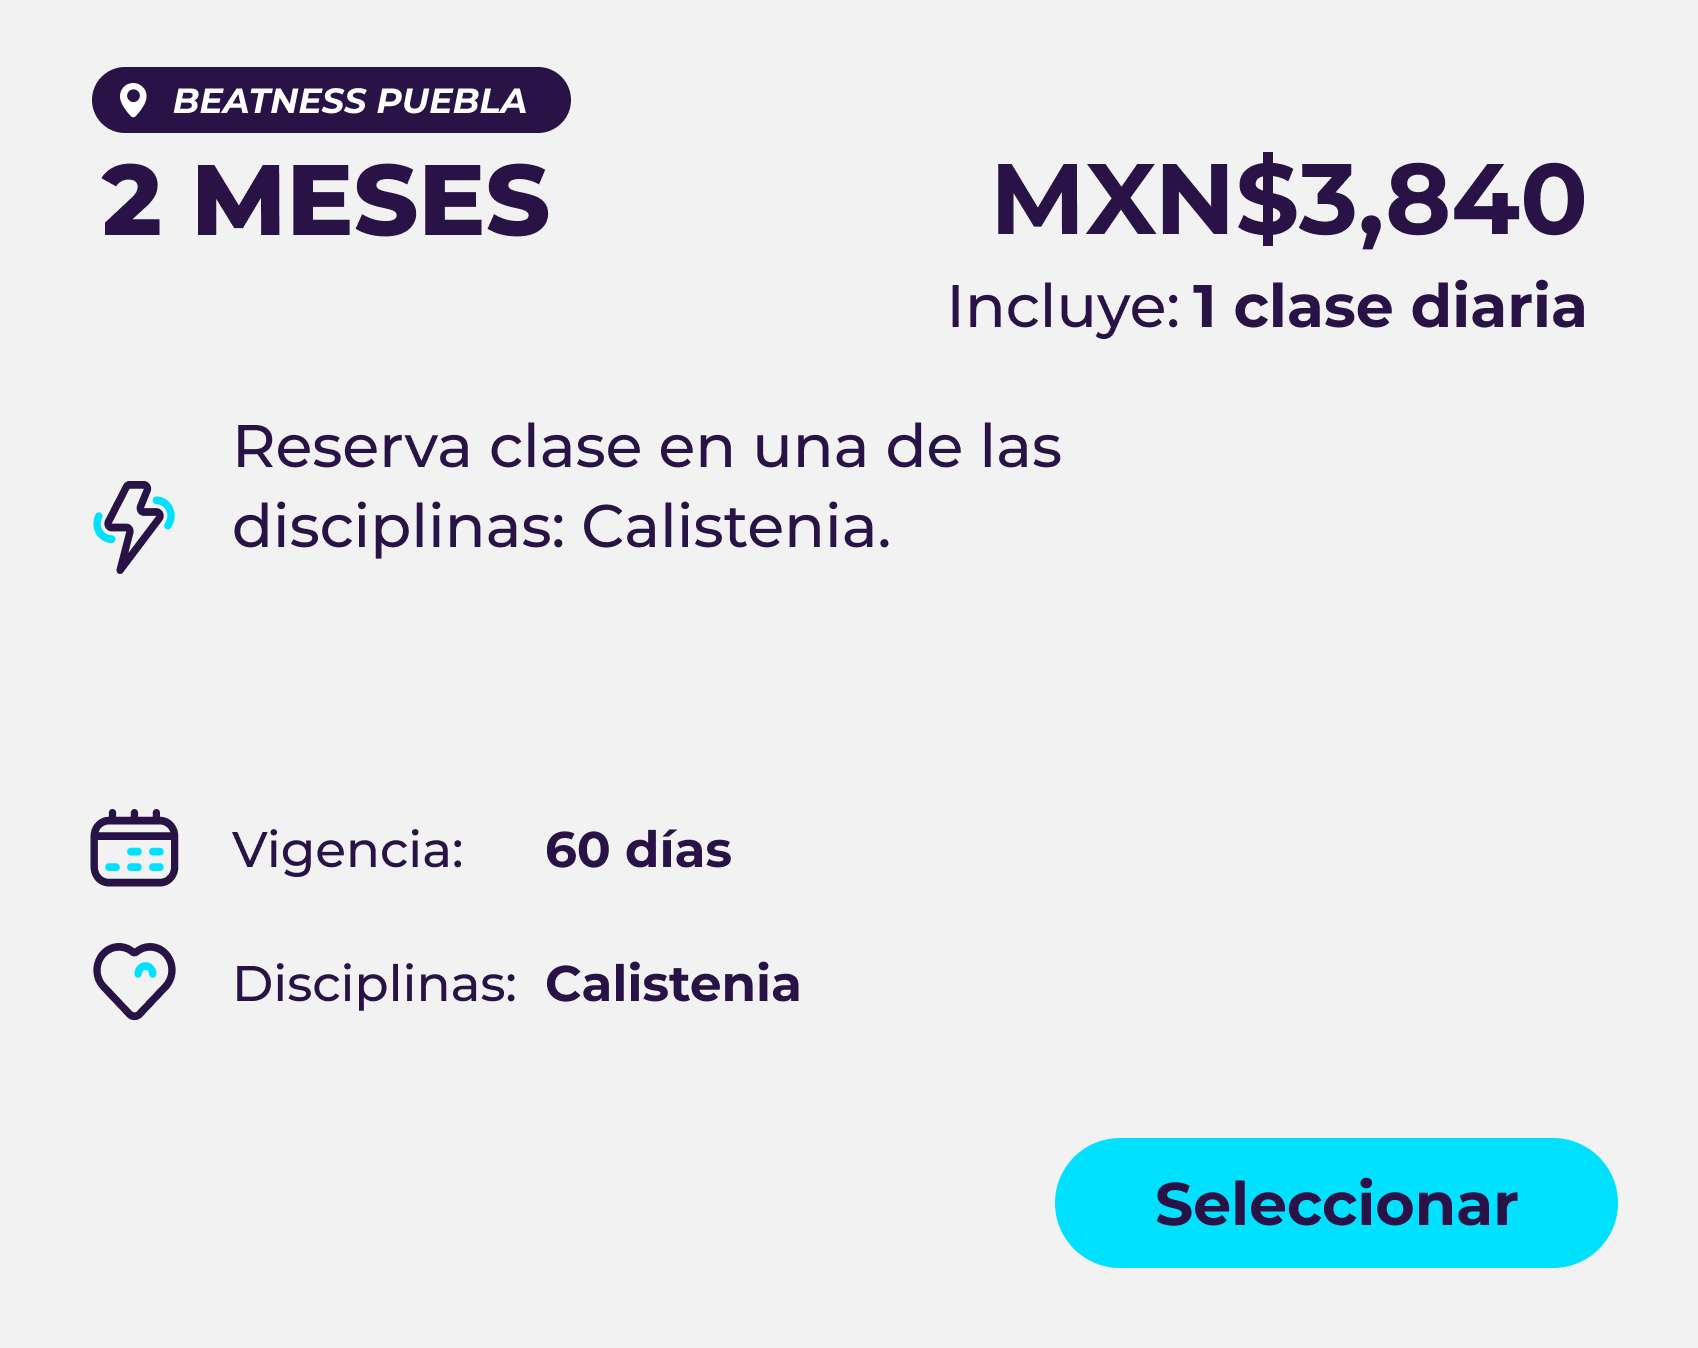 BEATNESS PUEBLA
2 MESES
MXN$3,840
Incluye: 1 clase diaria
Reserva clase en una de las
disciplinas: Calistenia.
Vigencia: 60 días
Disciplinas: Calistenia
Seleccionar